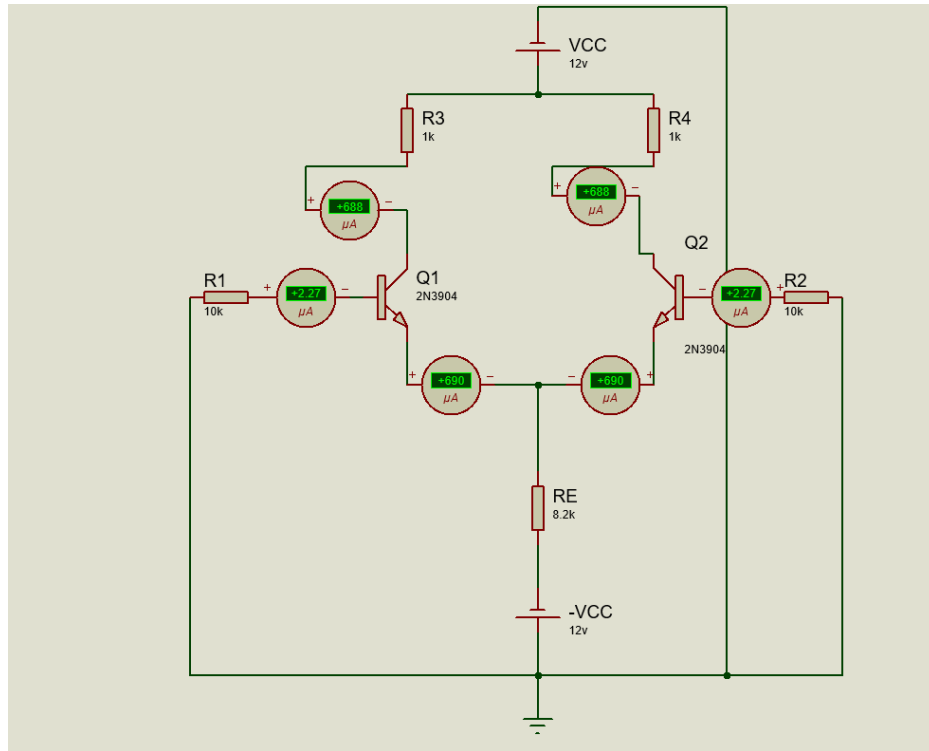 VCC
12v
R3
1k
R4
1k
+
+688
−
µA
+
+688
−
µA
Q2
R1
10k
+
+2.27
−
µA
Q1
2N3904
−
+2.27
µA
+
R2
10k
2N3904
+
+690
−
µA
−
+690
+
µA
RE
8.2k
-VCC
12v